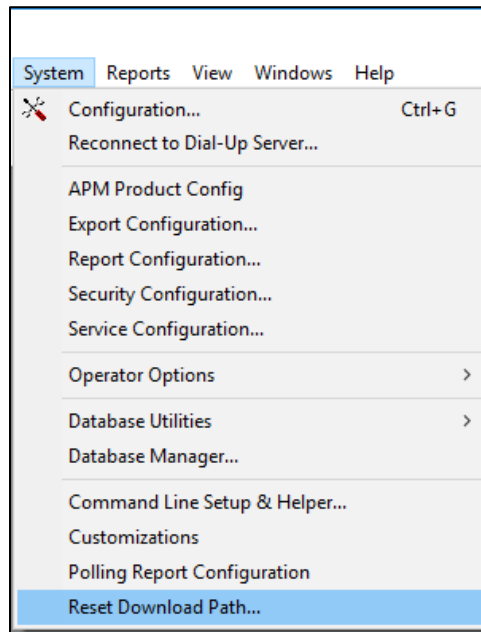 System Reports View Windows Help
Configuration... Ctrl+G
Reconnect to Dial-Up Server...
APM Product Config
Export Configuration...
Report Configuration...
Security Configuration...
Service Configuration...
Operator Options >
Database Utilities >
Database Manager...
Command Line Setup & Helper...
Customizations
Polling Report Configuration
Reset Download Path...